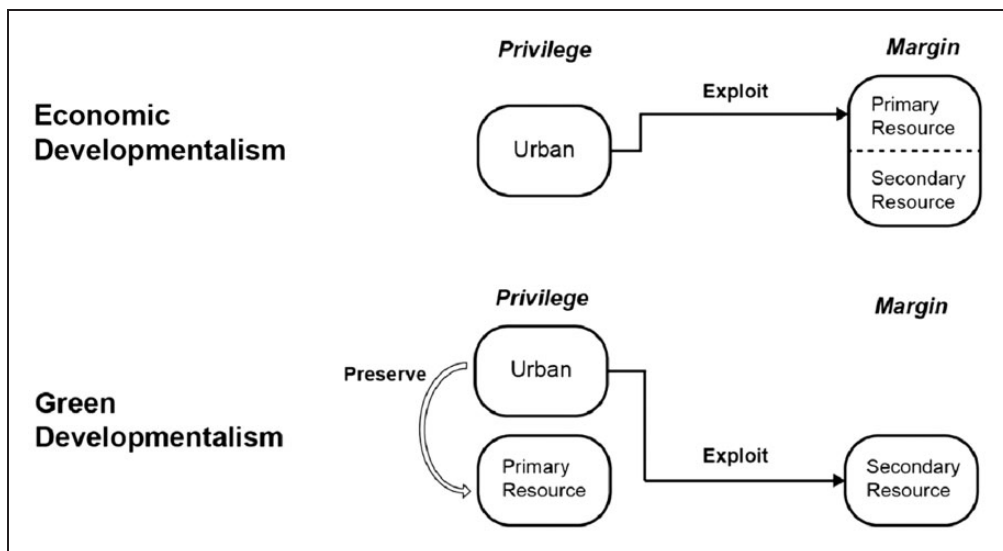 Privilege
Margin
Economic
Developmentalism
Urban
Exploit
Primary
Resource
Secondary
Resource
Privilege
Margin
Green
Developmentalism
Preserve
Urban
Primary
Resource
Exploit
Secondary
Resource